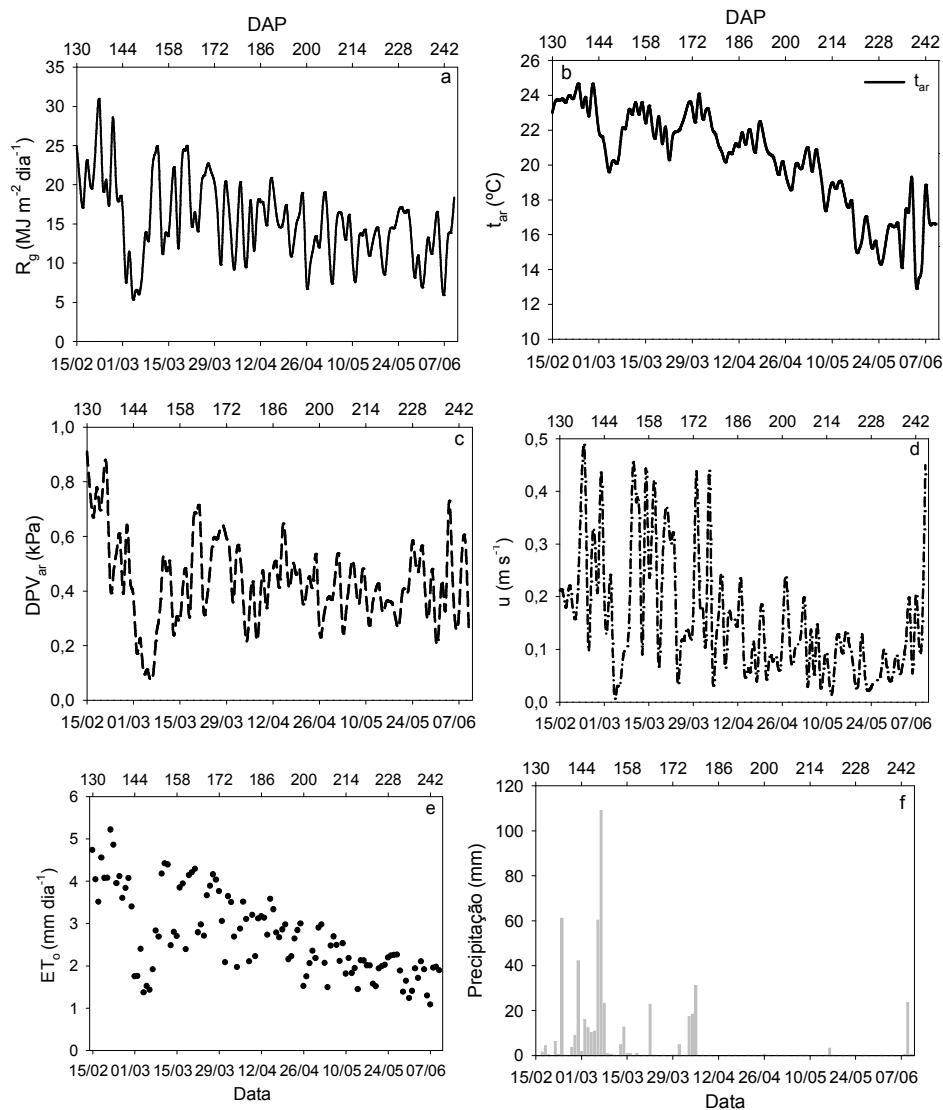 DAP
130 144 158 172 186 200 214 228 242
a
35
30
25
20
15
10
5
0
R_g (MJ m⁻² dia⁻¹)
15/02 01/03 15/03 29/03 12/04 26/04 10/05 24/05 07/06
DAP
130 144 158 172 186 200 214 228 242
b
t_ar
26
24
22
20
18
16
14
12
10
t_ar (ºC)
15/02 01/03 15/03 29/03 12/04 26/04 10/05 24/05 07/06
130 144 158 172 186 200 214 228 242
c
1,0
0,8
0,6
0,4
0,2
0,0
DPV_ar (kPa)
15/02 01/03 15/03 29/03 12/04 26/04 10/05 24/05 07/06
130 144 158 172 186 200 214 228 242
d
0,5
0,4
0,3
0,2
0,1
0,0
u (m s⁻¹)
15/02 01/03 15/03 29/03 12/04 26/04 10/05 24/05 07/06
130 144 158 172 186 200 214 228 242
e
6
5
4
3
2
1
0
ET_o (mm dia⁻¹)
15/02 01/03 15/03 29/03 12/04 26/04 10/05 24/05 07/06
Data
130 144 158 172 186 200 214 228 242
f
120
100
80
60
40
20
0
Precipitação (mm)
15/02 01/03 15/03 29/03 12/04 26/04 10/05 24/05 07/06
Data